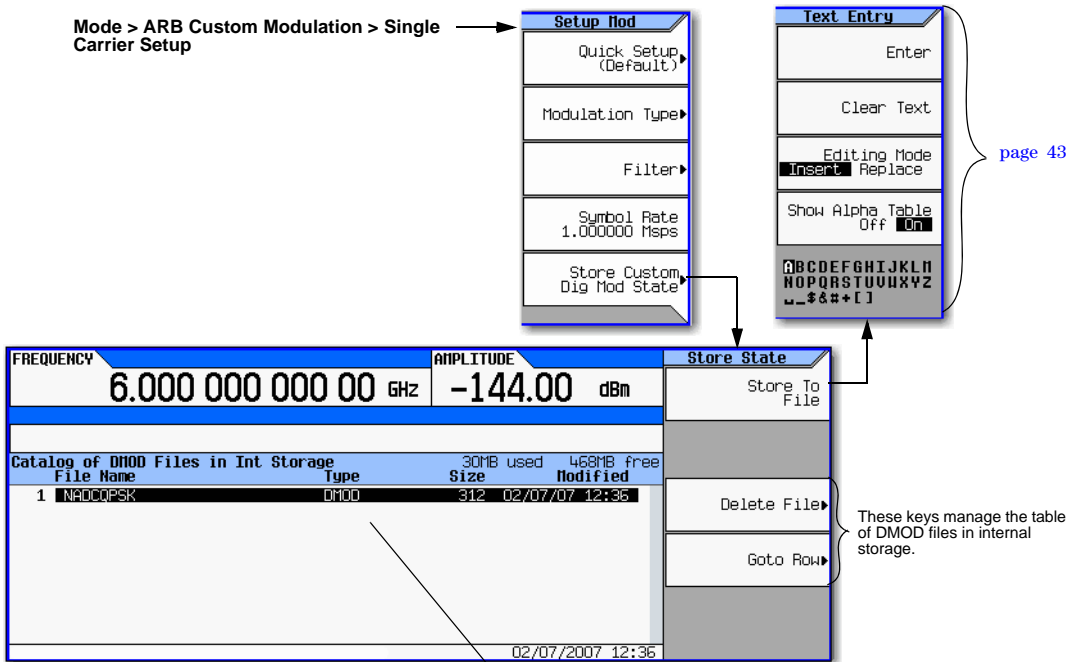 Mode > ARB Custom Modulation > Single
Carrier Setup
Setup Mod
Quick Setup
(Default)
Modulation Type
Filter
Symbol Rate
1.000000 Msps
Store Custom
Dig Mod State
Text Entry
Enter
Clear Text
Editing Mode
Insert Replace
Show Alpha Table
Off On
ABCDEFGHIJKLM
NOPQRSTUVWXYZ
␣_$&#+[]
page 43
FREQUENCY
6.000 000 000 00 GHz
AMPLITUDE
-144.00 dBm
Catalog of DMOD Files in Int Storage 30MB used 468MB free
File Name Type Size Modified
1 NADCQPSK DMOD 312 02/07/07 12:36
02/07/2007 12:36
Store State
Store To
File
Delete File
Goto Row
These keys manage the table
of DMOD files in internal
storage.